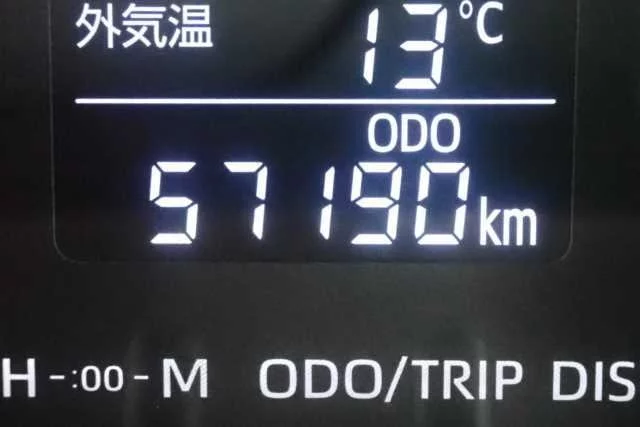 外気温 13°C
ODO
57190km
H -:00- M ODO/TRIP DIS